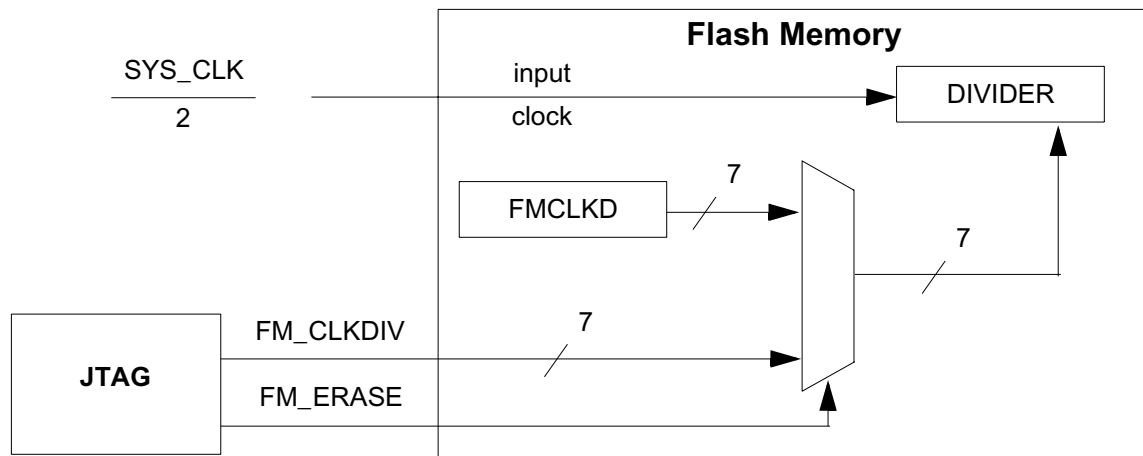 Flash Memory
SYS_CLK
2
input
clock
DIVIDER
FMCLKD
7
7
FM_CLKDIV
7
JTAG
FM_ERASE